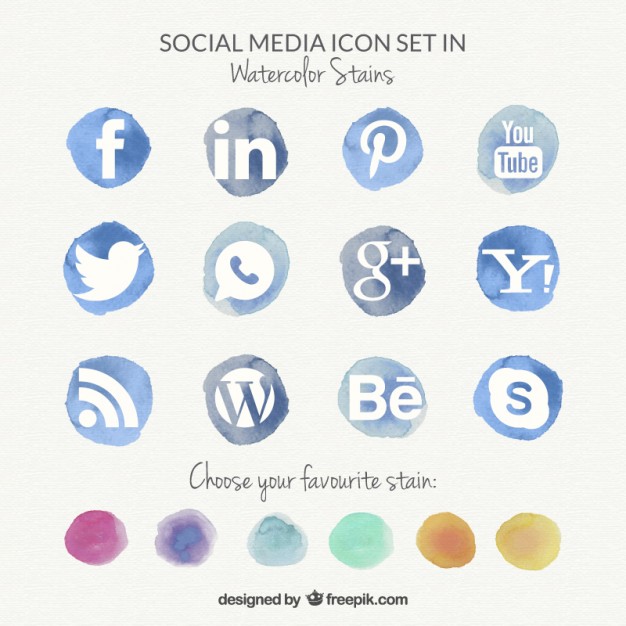 SOCIAL MEDIA ICON SET IN
Watercolor Stains
f
in
P
You
Tube
g+
Y!
W
Bē
S
Choose your favourite stain:
designed by freepik.com